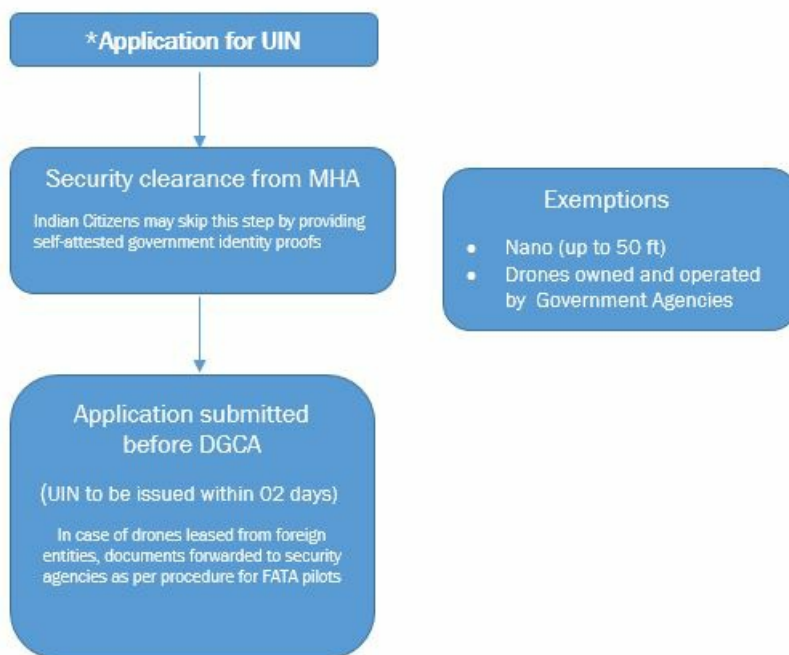 *Application for UIN
Security clearance from MHA
Indian Citizens may skip this step by providing
self-attested government identity proofs
Exemptions
• Nano (up to 50 ft)
• Drones owned and operated
by Government Agencies
Application submitted
before DGCA
(UIN to be issued within 02 days)
In case of drones leased from foreign
entities, documents forwarded to security
agencies as per procedure for FATA pilots